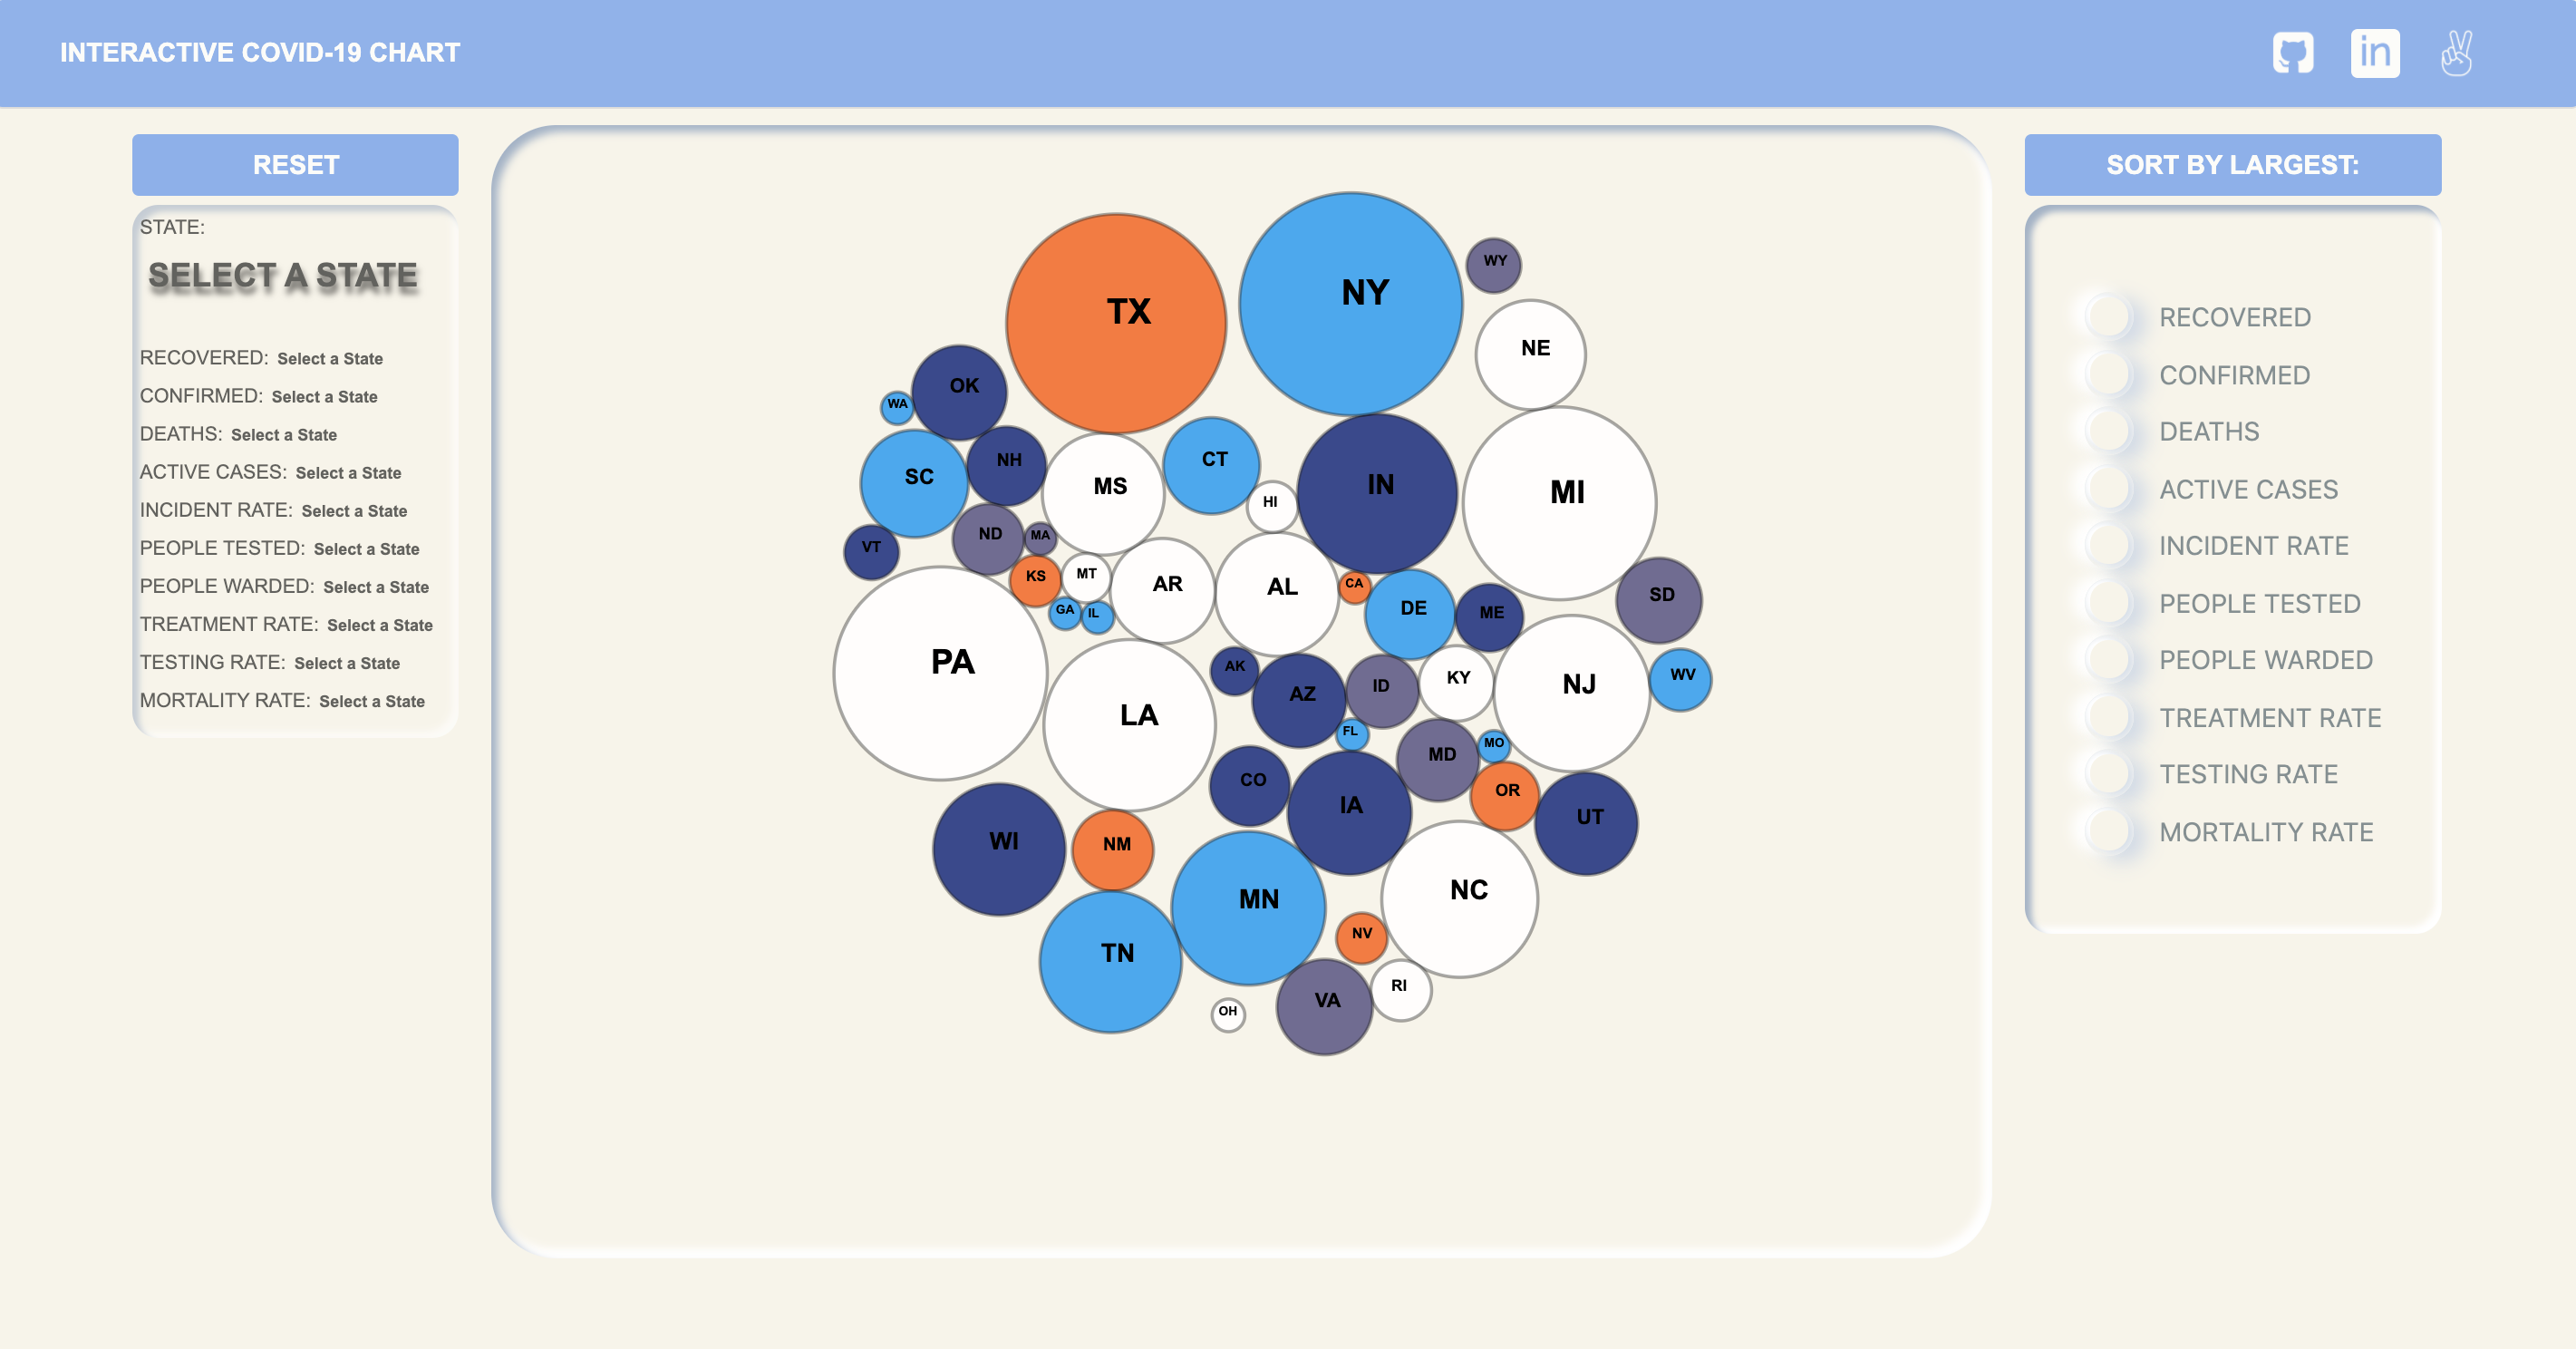 INTERACTIVE COVID-19 CHART
in
RESET
STATE:
SELECT A STATE
RECOVERED: Select a State
CONFIRMED: Select a State
DEATHS: Select a State
ACTIVE CASES: Select a State
INCIDENT RATE: Select a State
PEOPLE TESTED: Select a State
PEOPLE WARDED: Select a State
TREATMENT RATE: Select a State
TESTING RATE: Select a State
MORTALITY RATE: Select a State
WY
NY
TX
NE
OK
WA
CT
NH
SC
MS
IN
MI
HI
ND
MA
VT
MT
KS
AR
AL
CA
SD
DE
GA
IL
ME
PA
AK
WV
KY
NJ
ID
AZ
LA
FL
MO
MD
CO
OR
IA
UT
WI
NM
NC
MN
NV
TN
RI
VA
OH
SORT BY LARGEST:
RECOVERED
CONFIRMED
DEATHS
ACTIVE CASES
INCIDENT RATE
PEOPLE TESTED
PEOPLE WARDED
TREATMENT RATE
TESTING RATE
MORTALITY RATE